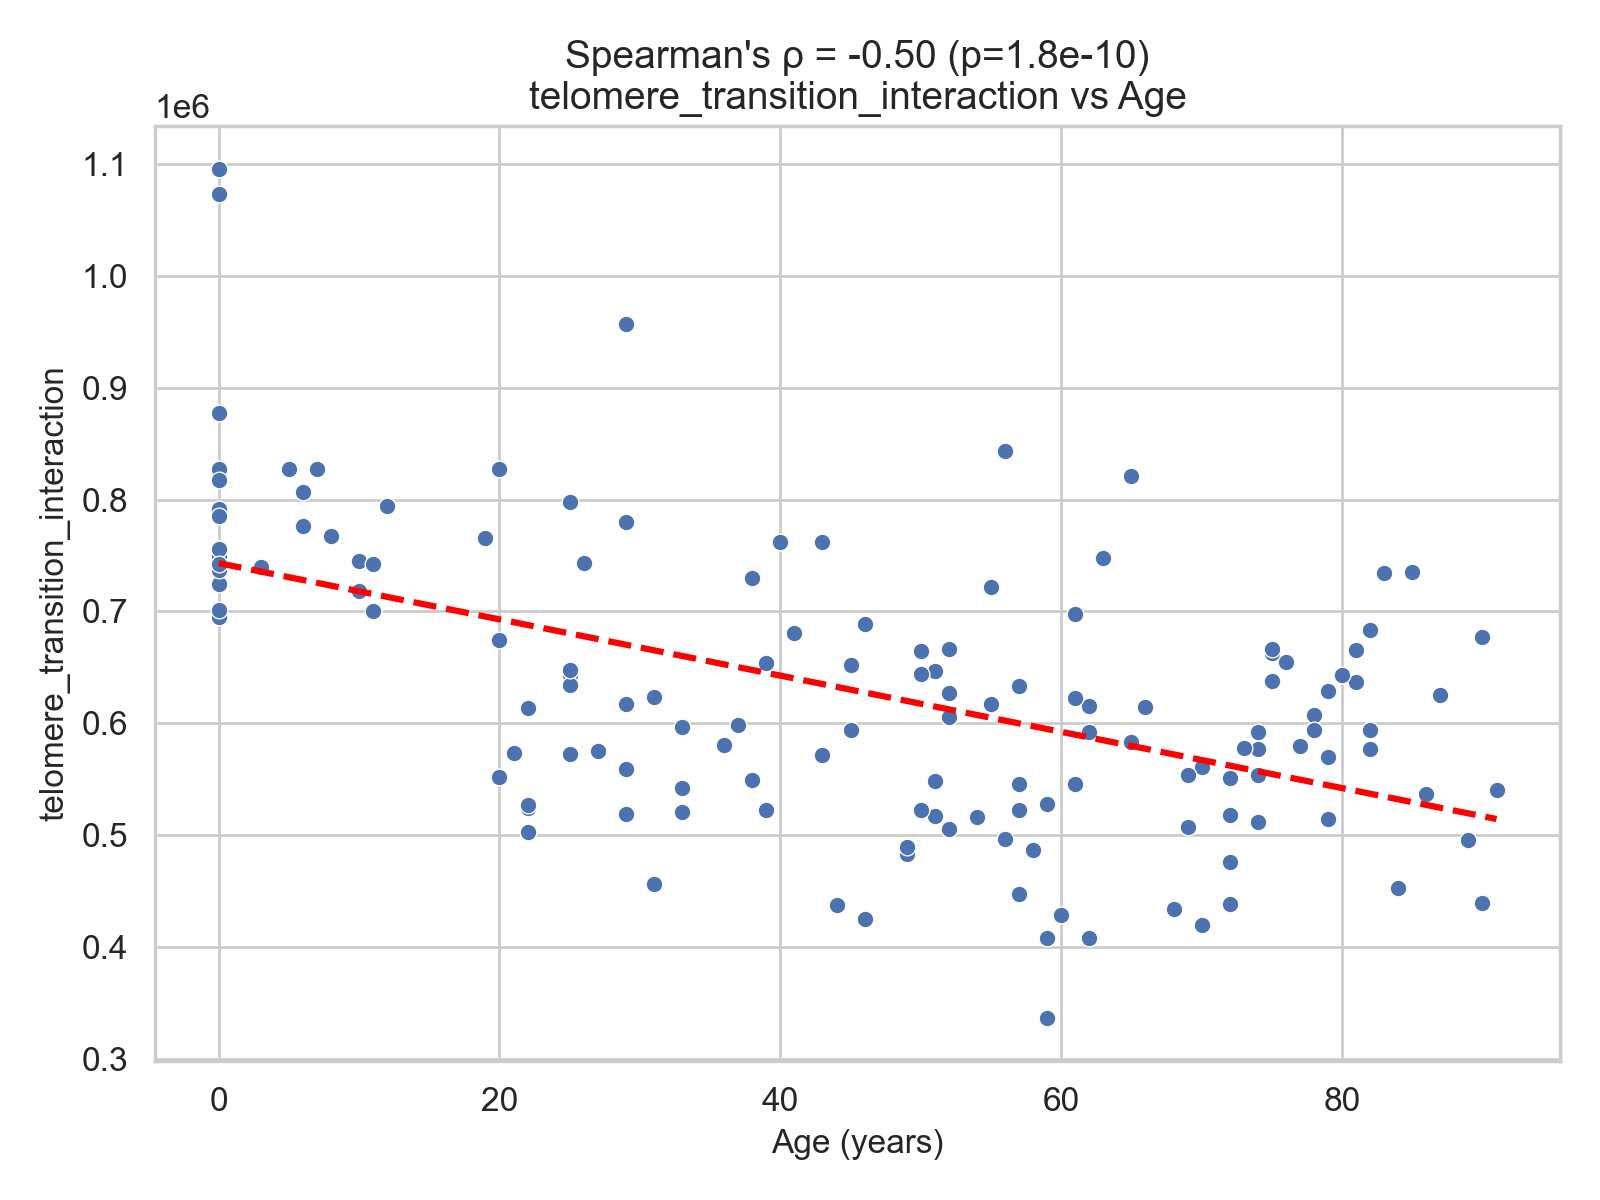 Spearman's ρ = -0.50 (p=1.8e-10)
telomere_transition_interaction vs Age
1e6
1.1
1.0
0.9
0.8
0.7
0.6
0.5
0.4
0.3
telomere_transition_interaction
0 20 40 60 80
Age (years)